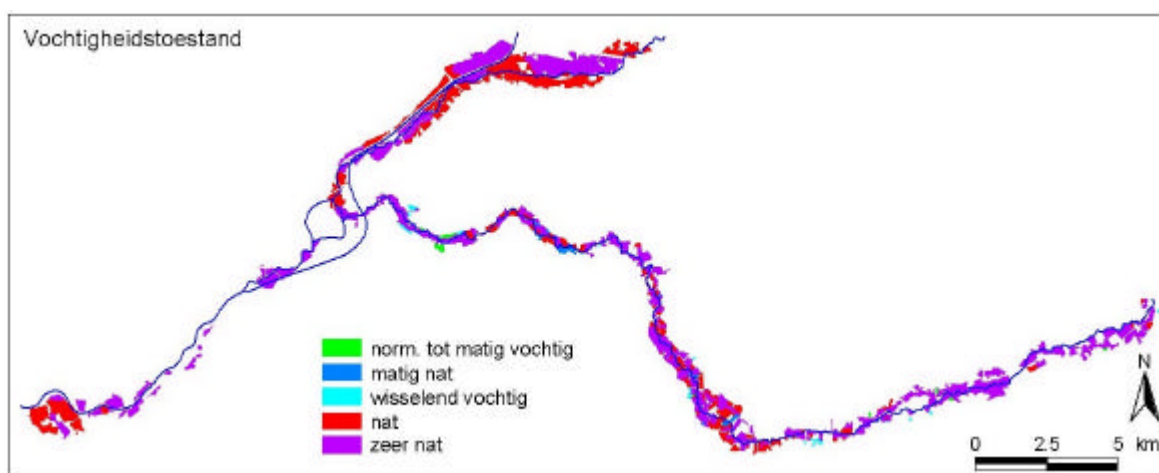 Vochtigheidstoestand
norm. tot matig vochtig
matig nat
wisselend vochtig
nat
zeer nat
N
0 2.5 5 km